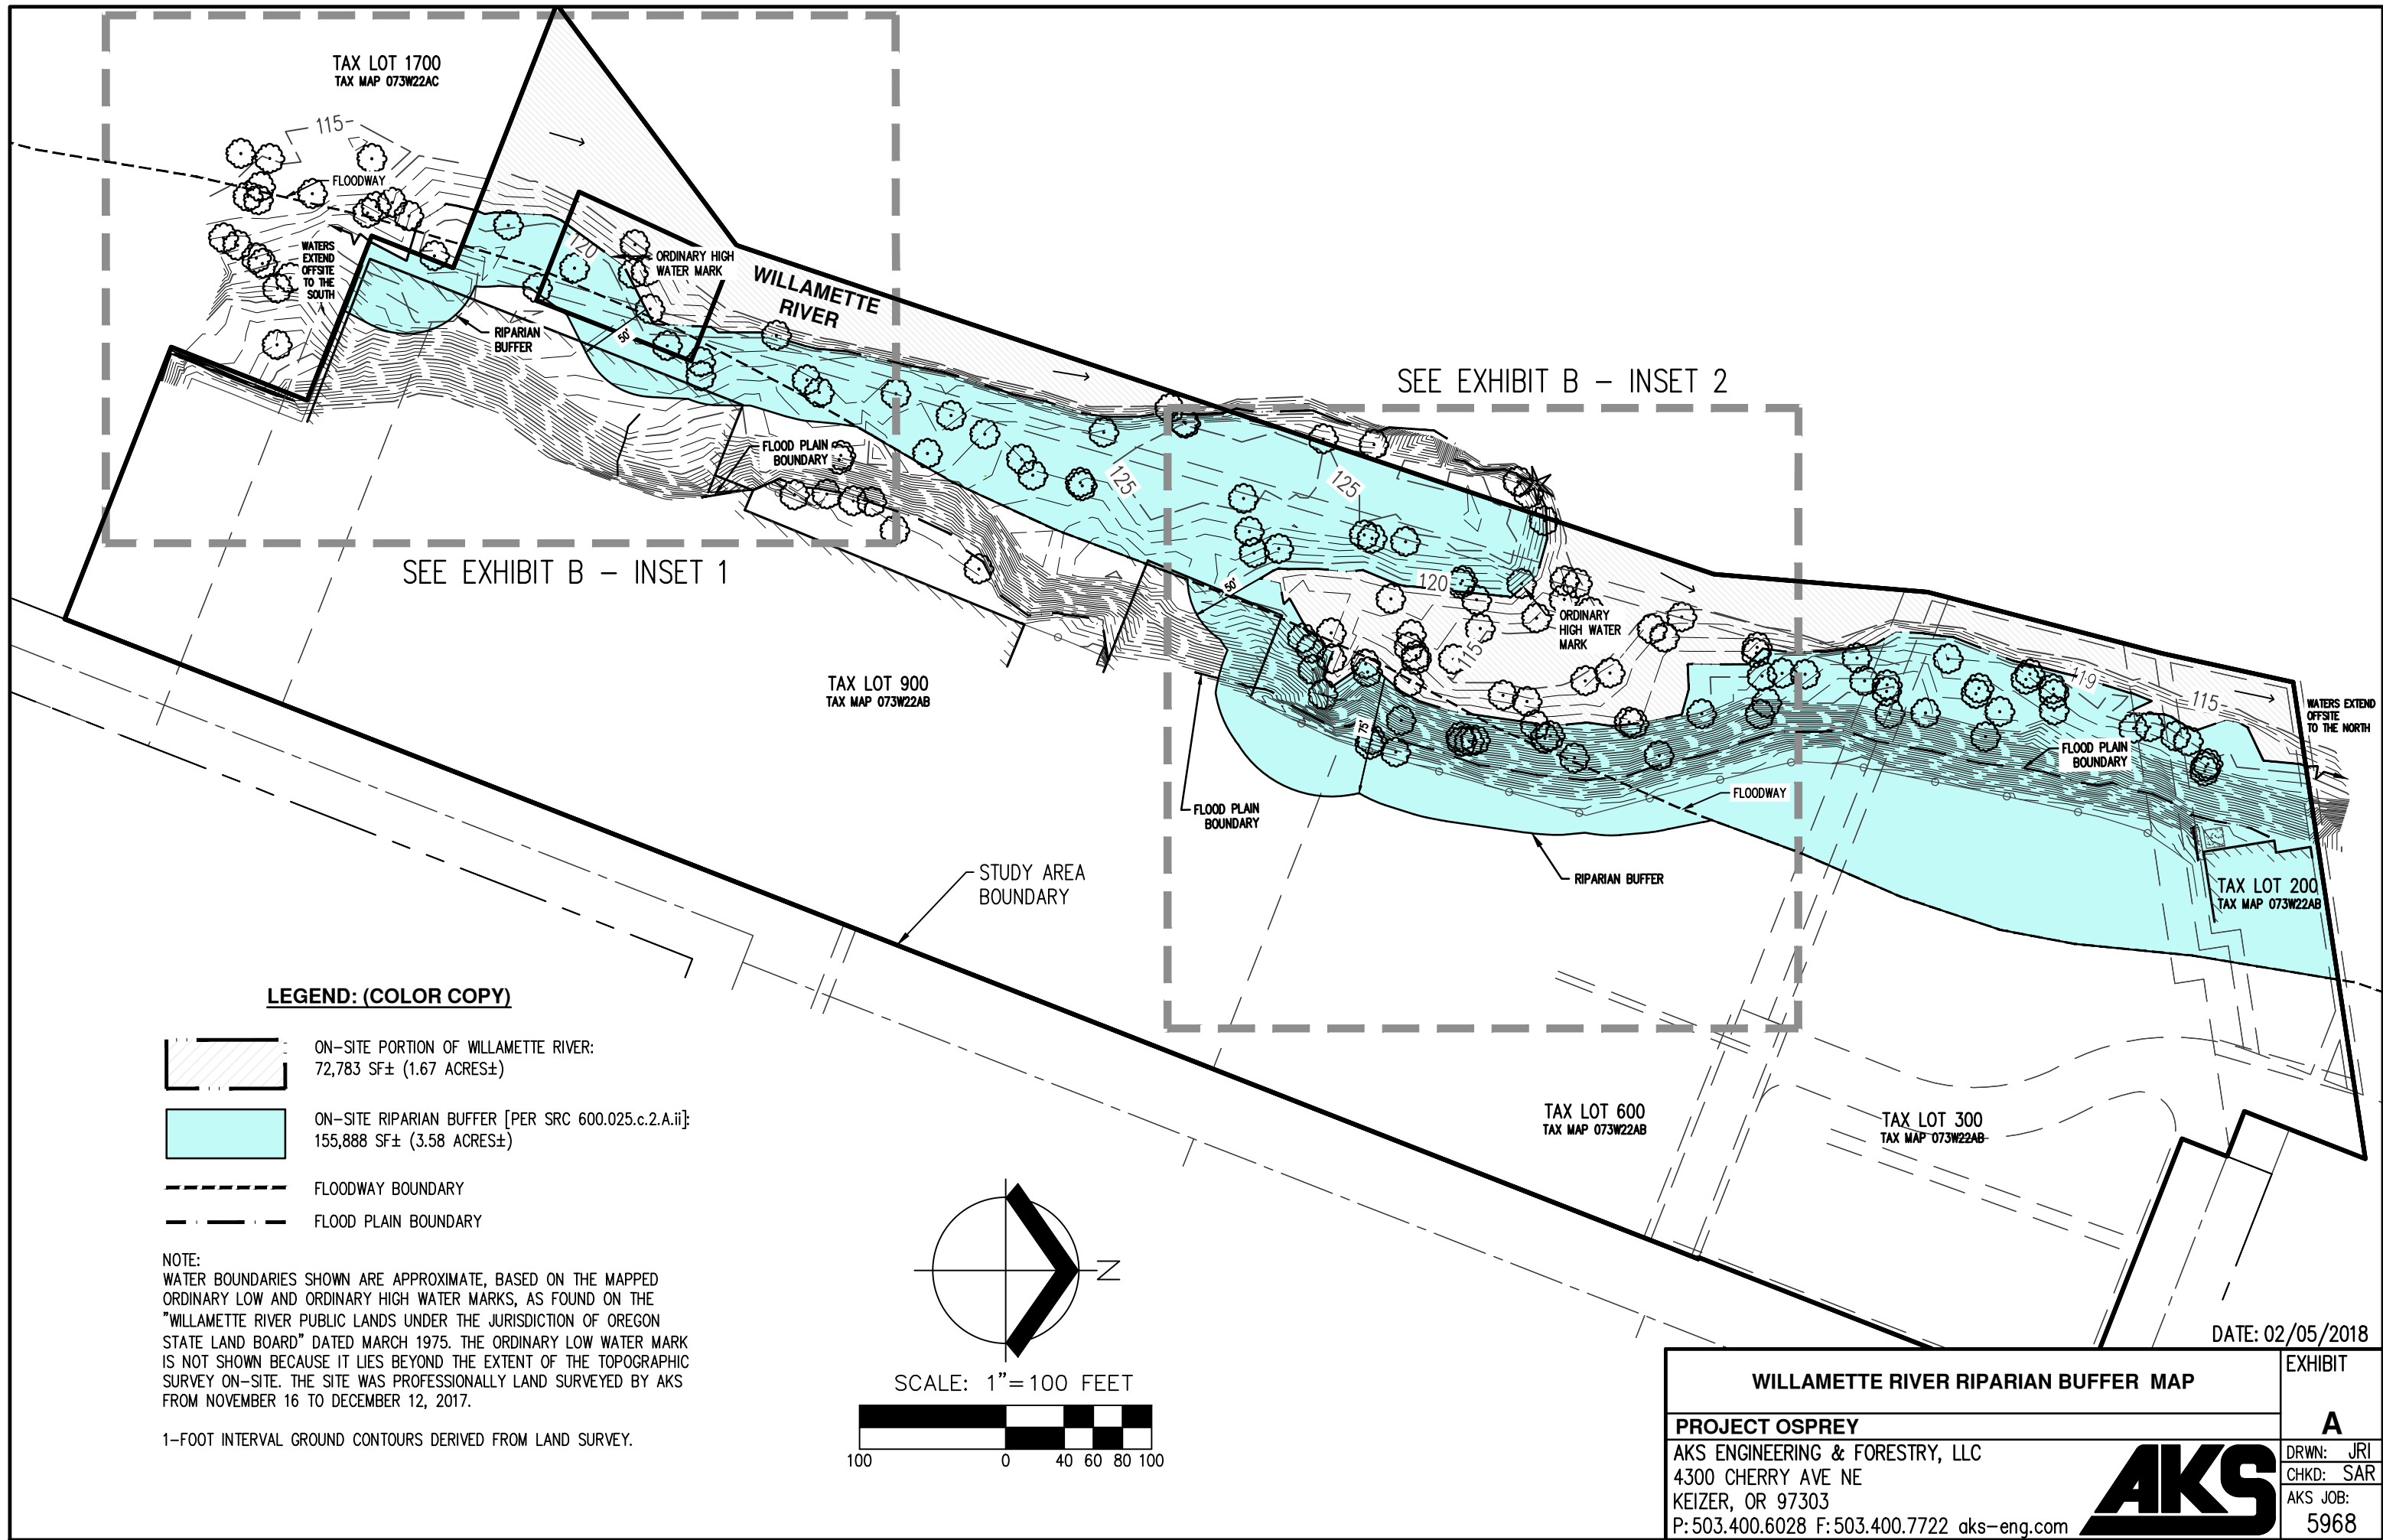 TAX LOT 1700
TAX MAP 073W22AC
115-
FLOODWAY
WATERS
EXTEND
OFFSITE
TO THE
SOUTH
120
ORDINARY HIGH
WATER MARK
WILLAMETTE
RIVER
RIPARIAN
BUFFER
50'
FLOOD PLAIN
BOUNDARY
SEE EXHIBIT B – INSET 1
SEE EXHIBIT B – INSET 2
125-
125
120
50'
ORDINARY
HIGH WATER
MARK
115
75'
119
115-
WATERS EXTEND
OFFSITE
TO THE NORTH
FLOOD PLAIN
BOUNDARY
TAX LOT 900
TAX MAP 073W22AB
FLOOD PLAIN
BOUNDARY
FLOODWAY
RIPARIAN BUFFER
TAX LOT 200
TAX MAP 073W22AB
STUDY AREA
BOUNDARY
TAX LOT 600
TAX MAP 073W22AB
TAX LOT 300
TAX MAP 073W22AB
LEGEND: (COLOR COPY)
ON-SITE PORTION OF WILLAMETTE RIVER:
72,783 SF± (1.67 ACRES±)
ON-SITE RIPARIAN BUFFER [PER SRC 600.025.c.2.A.ii]:
155,888 SF± (3.58 ACRES±)
FLOODWAY BOUNDARY
FLOOD PLAIN BOUNDARY
NOTE:
WATER BOUNDARIES SHOWN ARE APPROXIMATE, BASED ON THE MAPPED
ORDINARY LOW AND ORDINARY HIGH WATER MARKS, AS FOUND ON THE
"WILLAMETTE RIVER PUBLIC LANDS UNDER THE JURISDICTION OF OREGON
STATE LAND BOARD" DATED MARCH 1975. THE ORDINARY LOW WATER MARK
IS NOT SHOWN BECAUSE IT LIES BEYOND THE EXTENT OF THE TOPOGRAPHIC
SURVEY ON-SITE. THE SITE WAS PROFESSIONALLY LAND SURVEYED BY AKS
FROM NOVEMBER 16 TO DECEMBER 12, 2017.
1-FOOT INTERVAL GROUND CONTOURS DERIVED FROM LAND SURVEY.
N
SCALE: 1"=100 FEET
100 0 40 60 80 100
DATE: 02/05/2018
WILLAMETTE RIVER RIPARIAN BUFFER MAP
EXHIBIT
A
PROJECT OSPREY
AKS ENGINEERING & FORESTRY, LLC
4300 CHERRY AVE NE
KEIZER, OR 97303
P: 503.400.6028 F: 503.400.7722 aks-eng.com
AKS
DRWN: JRI
CHKD: SAR
AKS JOB:
5968